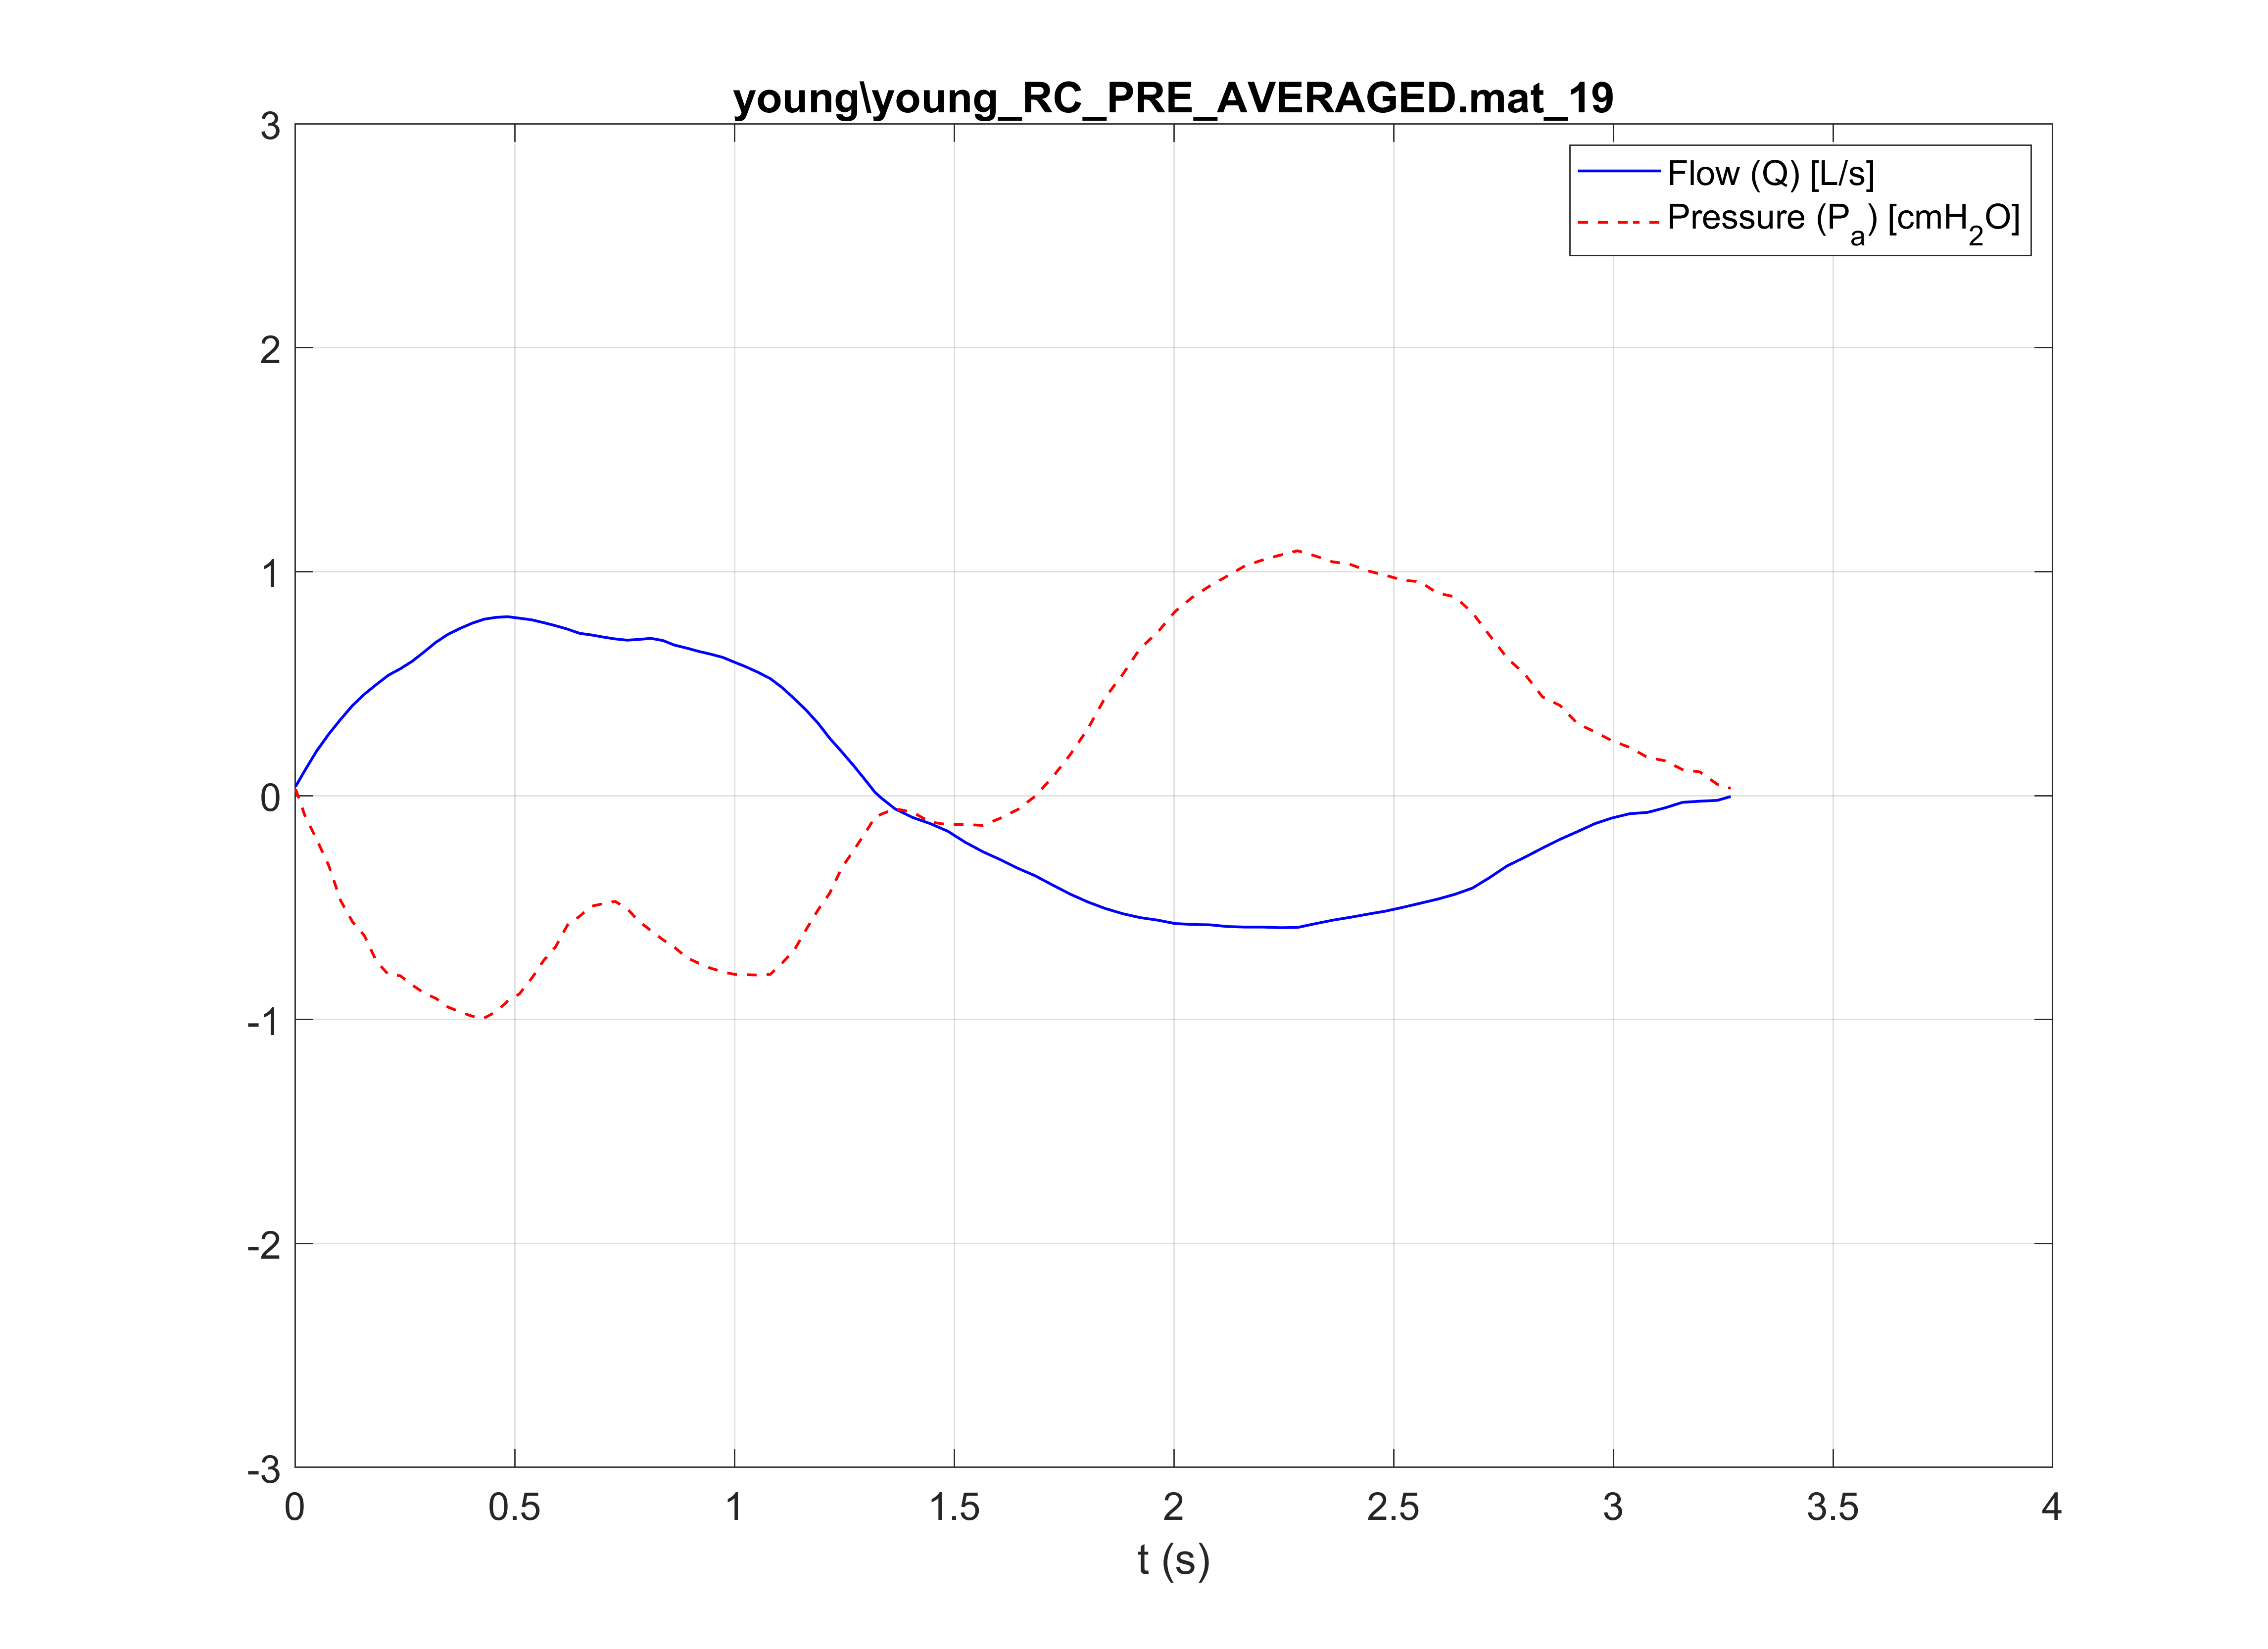 young\young_RC_PRE_AVERAGED.mat_19
Flow (Q) [L/s]
Pressure (Pa) [cmH2O]
3
2
1
0
-1
-2
-3
0 0.5 1 1.5 2 2.5 3 3.5 4
t (s)